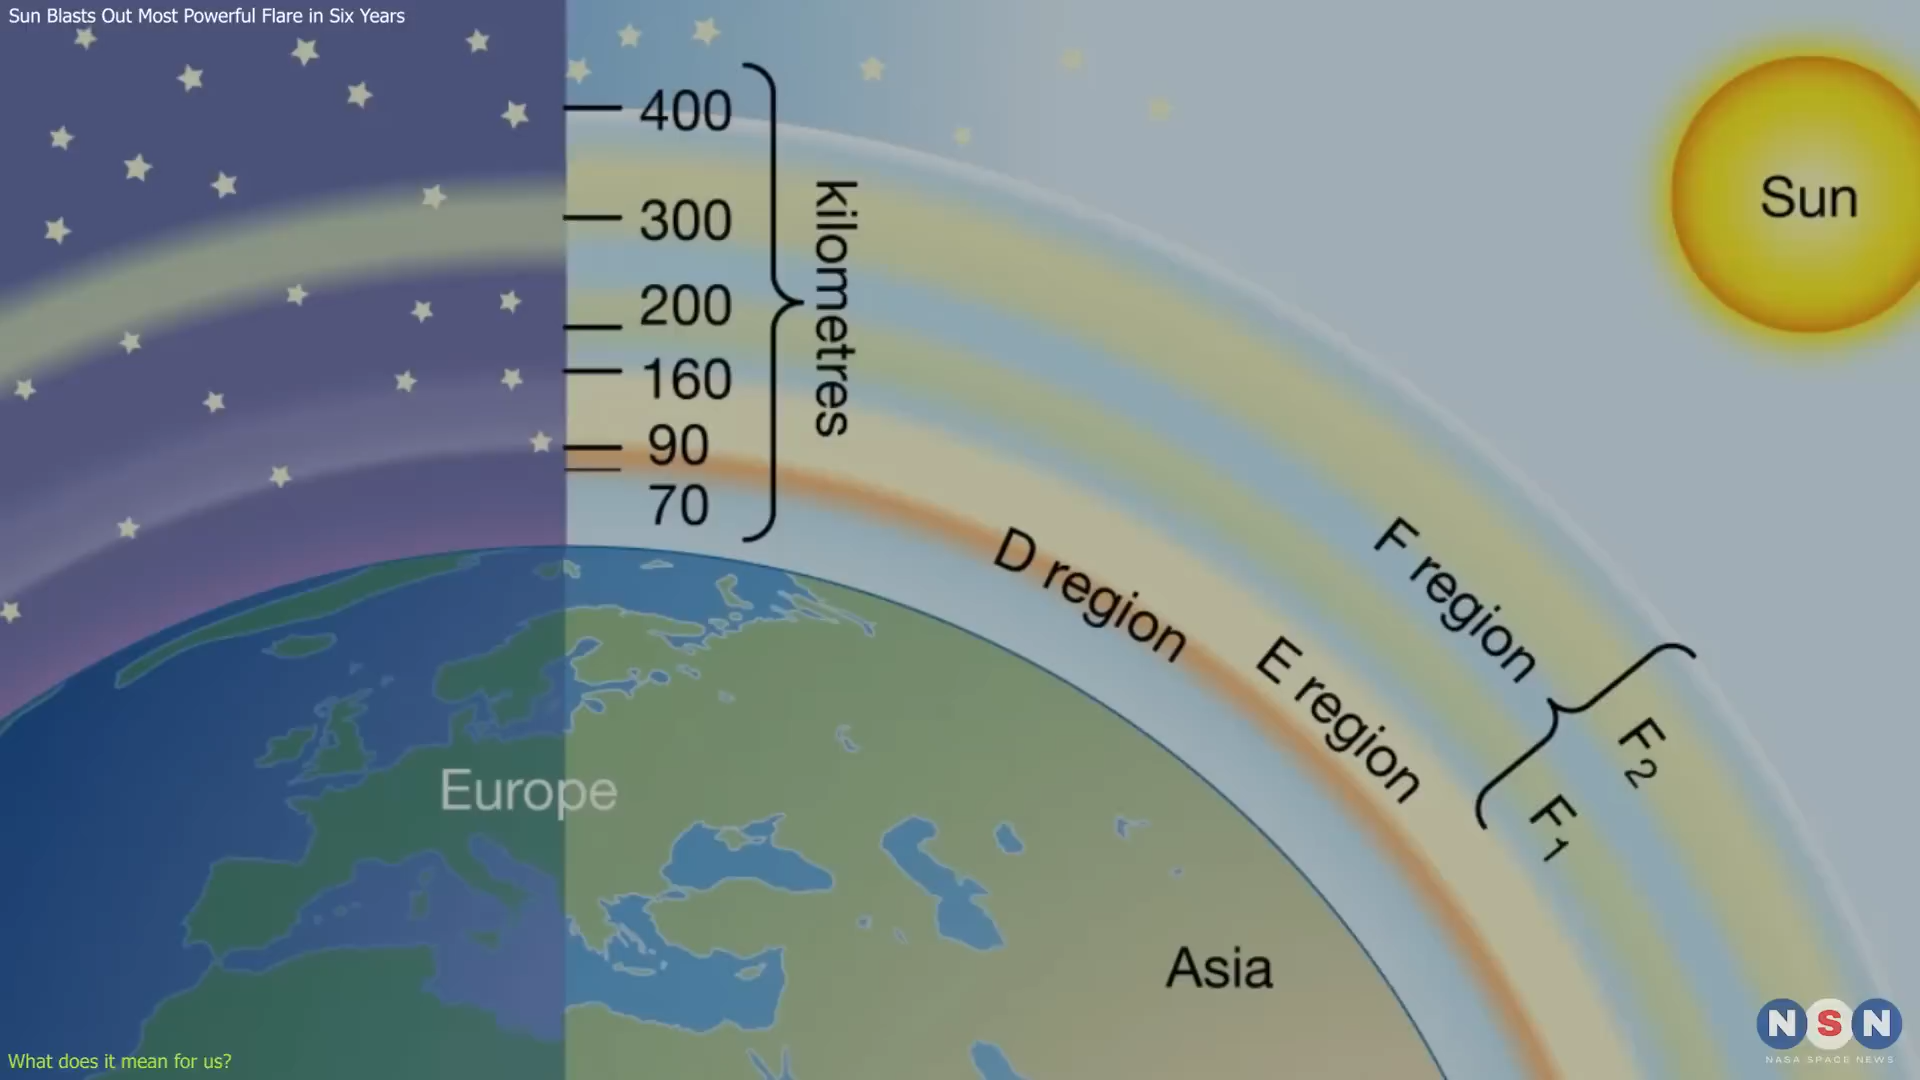 Sun Blasts Out Most Powerful Flare in Six Years
400
300
200
160
90
70
kilometres
Sun
D region
E region
F region
F2
F1
Europe
Asia
What does it mean for us?
NSN
NASA SPACE NEWS